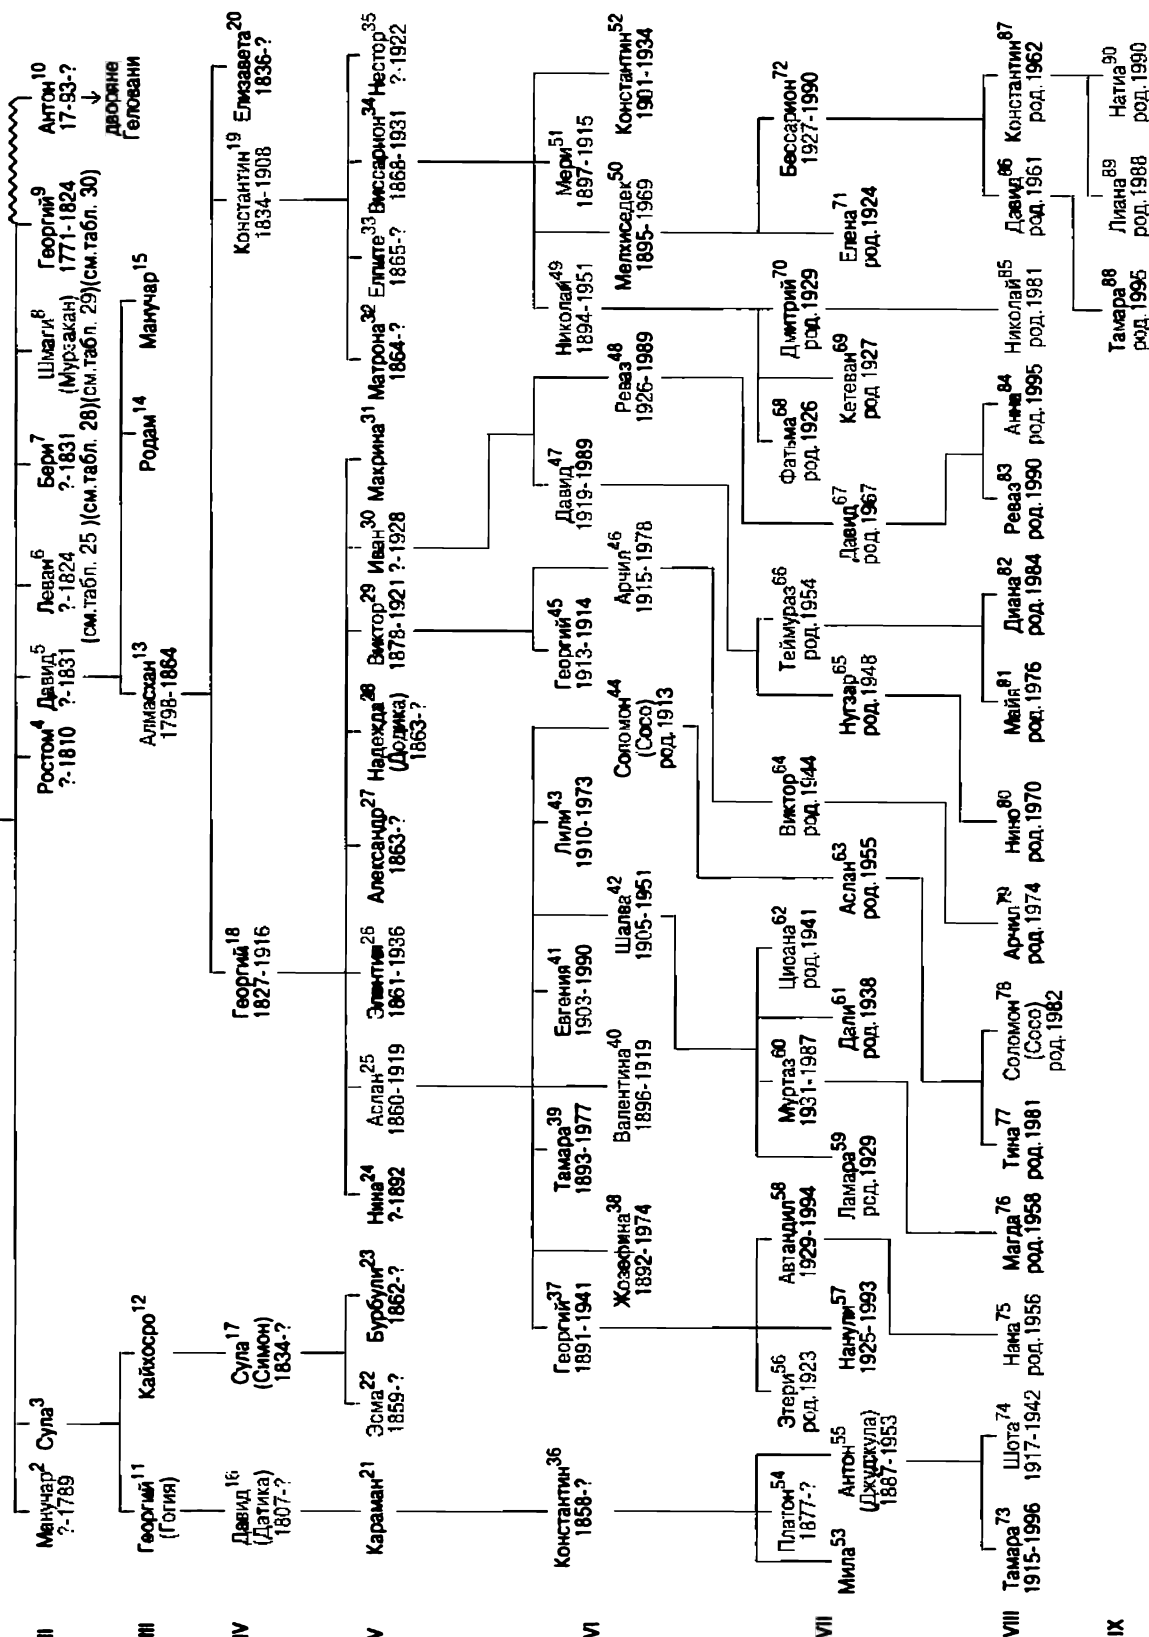 II
Манучар²
?-1789
Сула³
Ростом⁴
?-1810
Давид⁵
?-1831
Леван⁶
?-1824
Бери⁷
?-1831
Шмаги⁸
(Мурзакан)
Георгий⁹
1771-1824
Антон¹⁰
17-93-?
(см.табл. 25 )(см.табл. 28)(см.табл. 29)(см.табл. 30)
дворяне
Геловани
III
Георгий¹¹
(Гогия)
Кайхосро¹²
Алмасхан¹³
1798-1864
Родам¹⁴
Манучар¹⁵
IV
Давид¹⁶
(Датика)
1807-?
Сула¹⁷
(Симон)
1834-?
Георгий¹⁸
1827-1916
Константин¹⁹
1834-1908
Елизавета²⁰
1836-?
V
Караман²¹
Эсма²²
1859-?
Бурбули²³
1862-?
Нина²⁴
?-1892
Аслан²⁵
1860-1919
Элентия²⁶
1861-1936
Александр²⁷
1863-?
Надежда²⁸
(Додика)
1863-?
Виктор²⁹
1878-1921
Иван³⁰
?-1928
Макрина³¹
Матрона³²
1864-?
Елпите³³
1865-?
Виссарион³⁴
1868-1931
Нестор³⁵
?-1922
VI
Константин³⁶
1858-?
Георгий³⁷
1891-1941
Жозефина³⁸
1892-1974
Тамара³⁹
1893-1977
Валентина⁴⁰
1896-1919
Евгения⁴¹
1903-1990
Шалва⁴²
1905-1951
Лили⁴³
1910-1973
Соломон⁴⁴
(Сосо)
род.1913
Георгий⁴⁵
1913-1914
Арчил⁴⁶
1915-1978
Давид⁴⁷
1919-1989
Реваз⁴⁸
1926-1989
Николай⁴⁹
1894-1951
Мелхиседек⁵⁰
1895-1969
Мери⁵¹
1897-1915
Константин⁵²
1901-1934
VII
Мила⁵³
Платон⁵⁴
1877-?
Антон⁵⁵
(Джуджула)
1887-1953
Этери⁵⁶
род.1923
Нанули⁵⁷
1925-1993
Автандил⁵⁸
1929-1994
Ламара⁵⁹
род.1929
Муртаз⁶⁰
1931-1987
Дали⁶¹
род.1938
Циоана⁶²
род.1941
Аслан⁶³
род.1955
Виктор⁶⁴
род.1944
Нугзар⁶⁵
род.1948
Теймураз⁶⁶
род.1954
Давид⁶⁷
род.1967
Фатьма⁶⁸
род.1926
Кетеван⁶⁹
род 1927
Дмитрий⁷⁰
род.1929
Елена⁷¹
род.1924
Бессарион⁷²
1927-1990
VIII
Тамара⁷³
1915-1996
Шота⁷⁴
1917-1942
Нана⁷⁵
род.1956
Магда⁷⁶
род.1958
Тина⁷⁷
род.1981
Соломон⁷⁸
(Сосо)
род.1982
Арчил⁷⁹
род.1974
Нино⁸⁰
род.1970
Майя⁸¹
род.1976
Диана⁸²
род.1984
Реваз⁸³
род.1990
Анна⁸⁴
род.1995
Николай⁸⁵
род.1981
Давид⁸⁶
род.1961
Константин⁸⁷
род.1962
IX
Тамара⁸⁸
род.1995
Лиана⁸⁹
род.1988
Натиа⁹⁰
род.1990